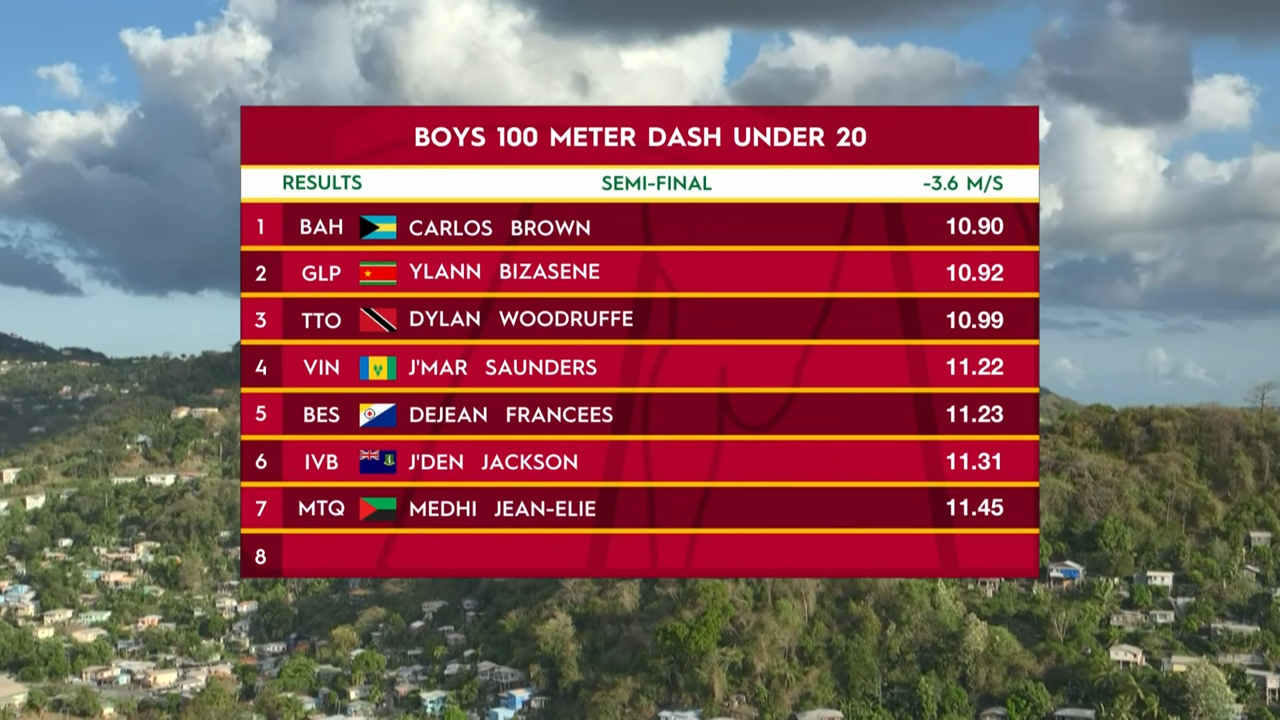 BOYS 100 METER DASH UNDER 20
RESULTS SEMI-FINAL -3.6 M/S
1 BAH CARLOS BROWN 10.90
2 GLP YLANN BIZASENE 10.92
3 TTO DYLAN WOODRUFFE 10.99
4 VIN J'MAR SAUNDERS 11.22
5 BES DEJEAN FRANCEES 11.23
6 IVB J'DEN JACKSON 11.31
7 MTQ MEDHI JEAN-ELIE 11.45
8